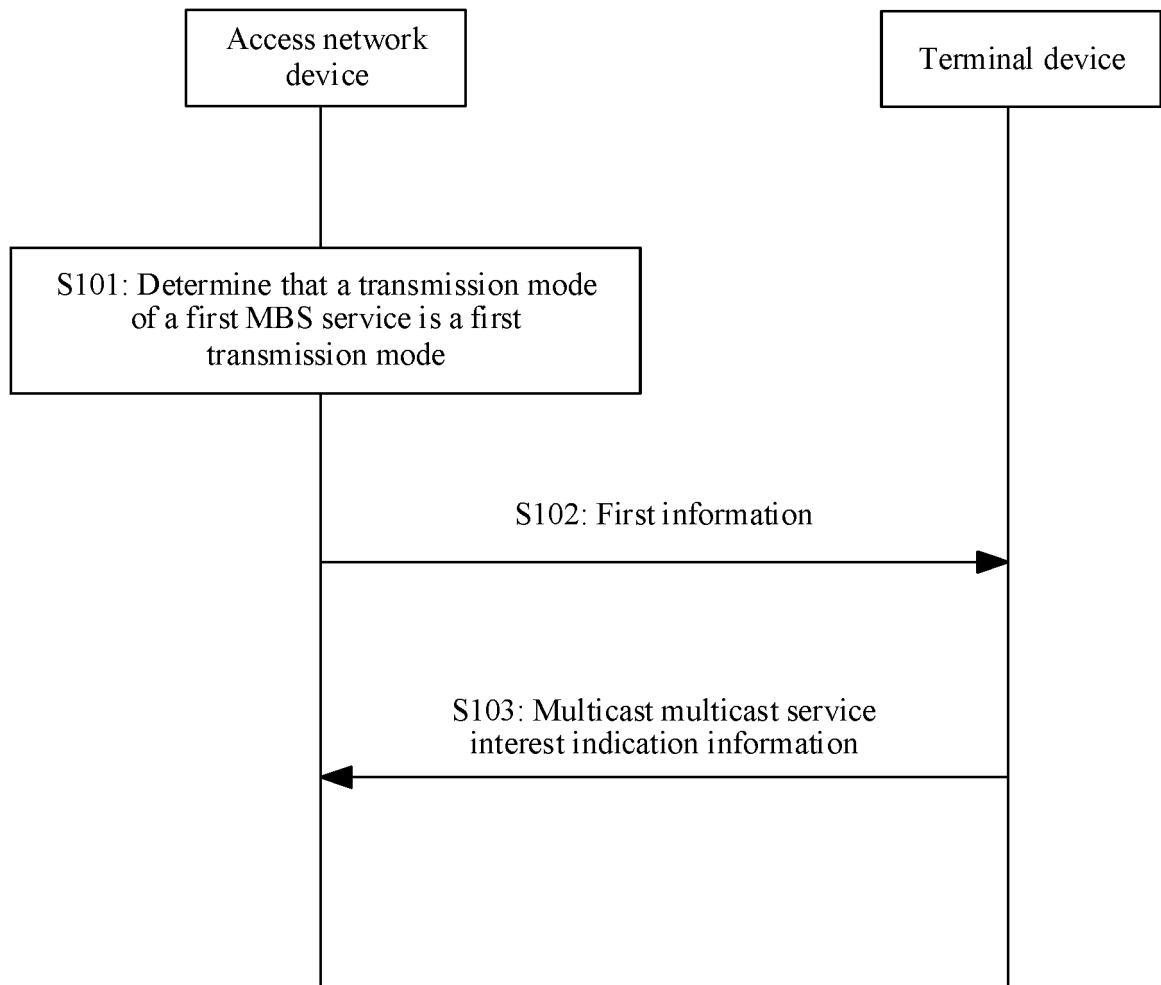 Access network
device
Terminal device
S101: Determine that a transmission mode
of a first MBS service is a first
transmission mode
S102: First information
S103: Multicast multicast service
interest indication information